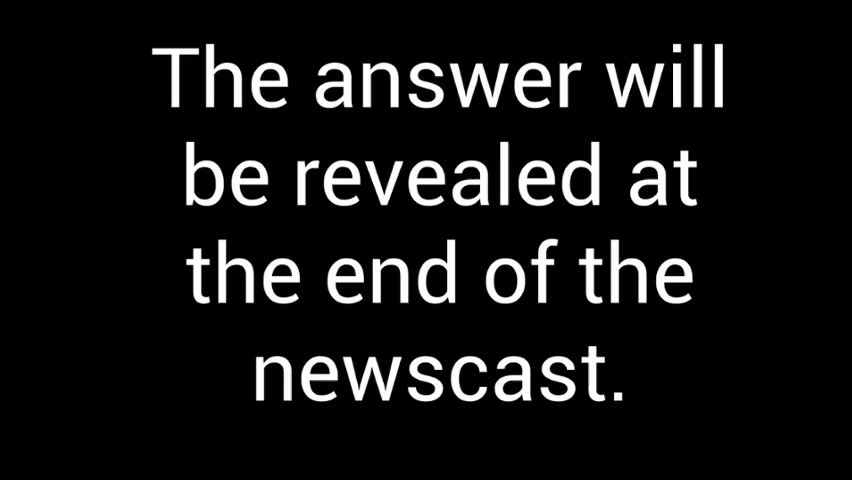 The answer will
be revealed at
the end of the
newscast.